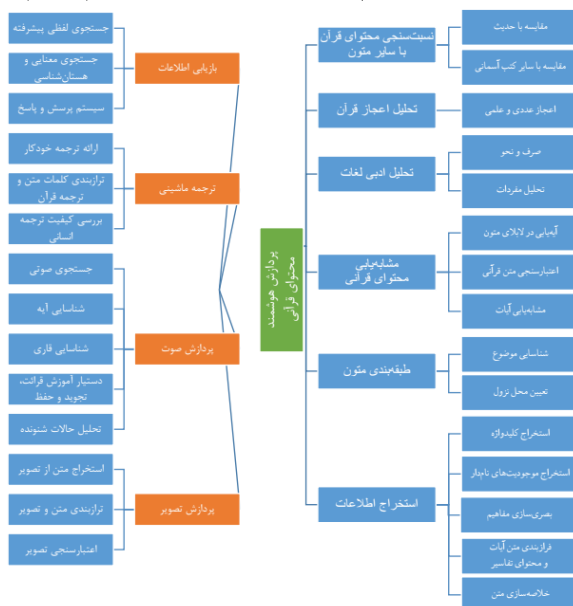 پردازش هوشمند
محتوای قرآنی
نسبت‌سنجی محتوای قرآن
با سایر متون
مقایسه با حدیث
مقایسه با سایر کتب آسمانی
تحلیل اعجاز قرآن
اعجاز عددی و علمی
تحلیل ادبی لغات
صرف و نحو
تحلیل مفردات
مشابه‌یابی
محتوای قرآنی
آیه‌یابی در لابلای متون
اعتبارسنجی متن قرآنی
مشابه‌یابی آیات
طبقه‌بندی متون
شناسایی موضوع
تعیین محل نزول
استخراج اطلاعات
استخراج کلیدواژه
استخراج موجودیت‌های نام‌دار
بصری‌سازی مفاهیم
فرازبندی متن آیات
و محتوای تفاسیر
خلاصه‌سازی متن
بازیابی اطلاعات
جستجوی لفظی پیشرفته
جستجوی معنایی و
هستان‌شناسی
سیستم پرسش و پاسخ
ترجمه ماشینی
ارائه ترجمه خودکار
ترازبندی کلمات متن و
ترجمه قرآن
بررسی کیفیت ترجمه
انسانی
پردازش صوت
جستجوی صوتی
شناسایی آیه
شناسایی قاری
دستیار آموزش قرائت،
تجوید و حفظ
تحلیل حالات شنونده
پردازش تصویر
استخراج متن از تصویر
ترازبندی متن و تصویر
اعتبارسنجی تصویر